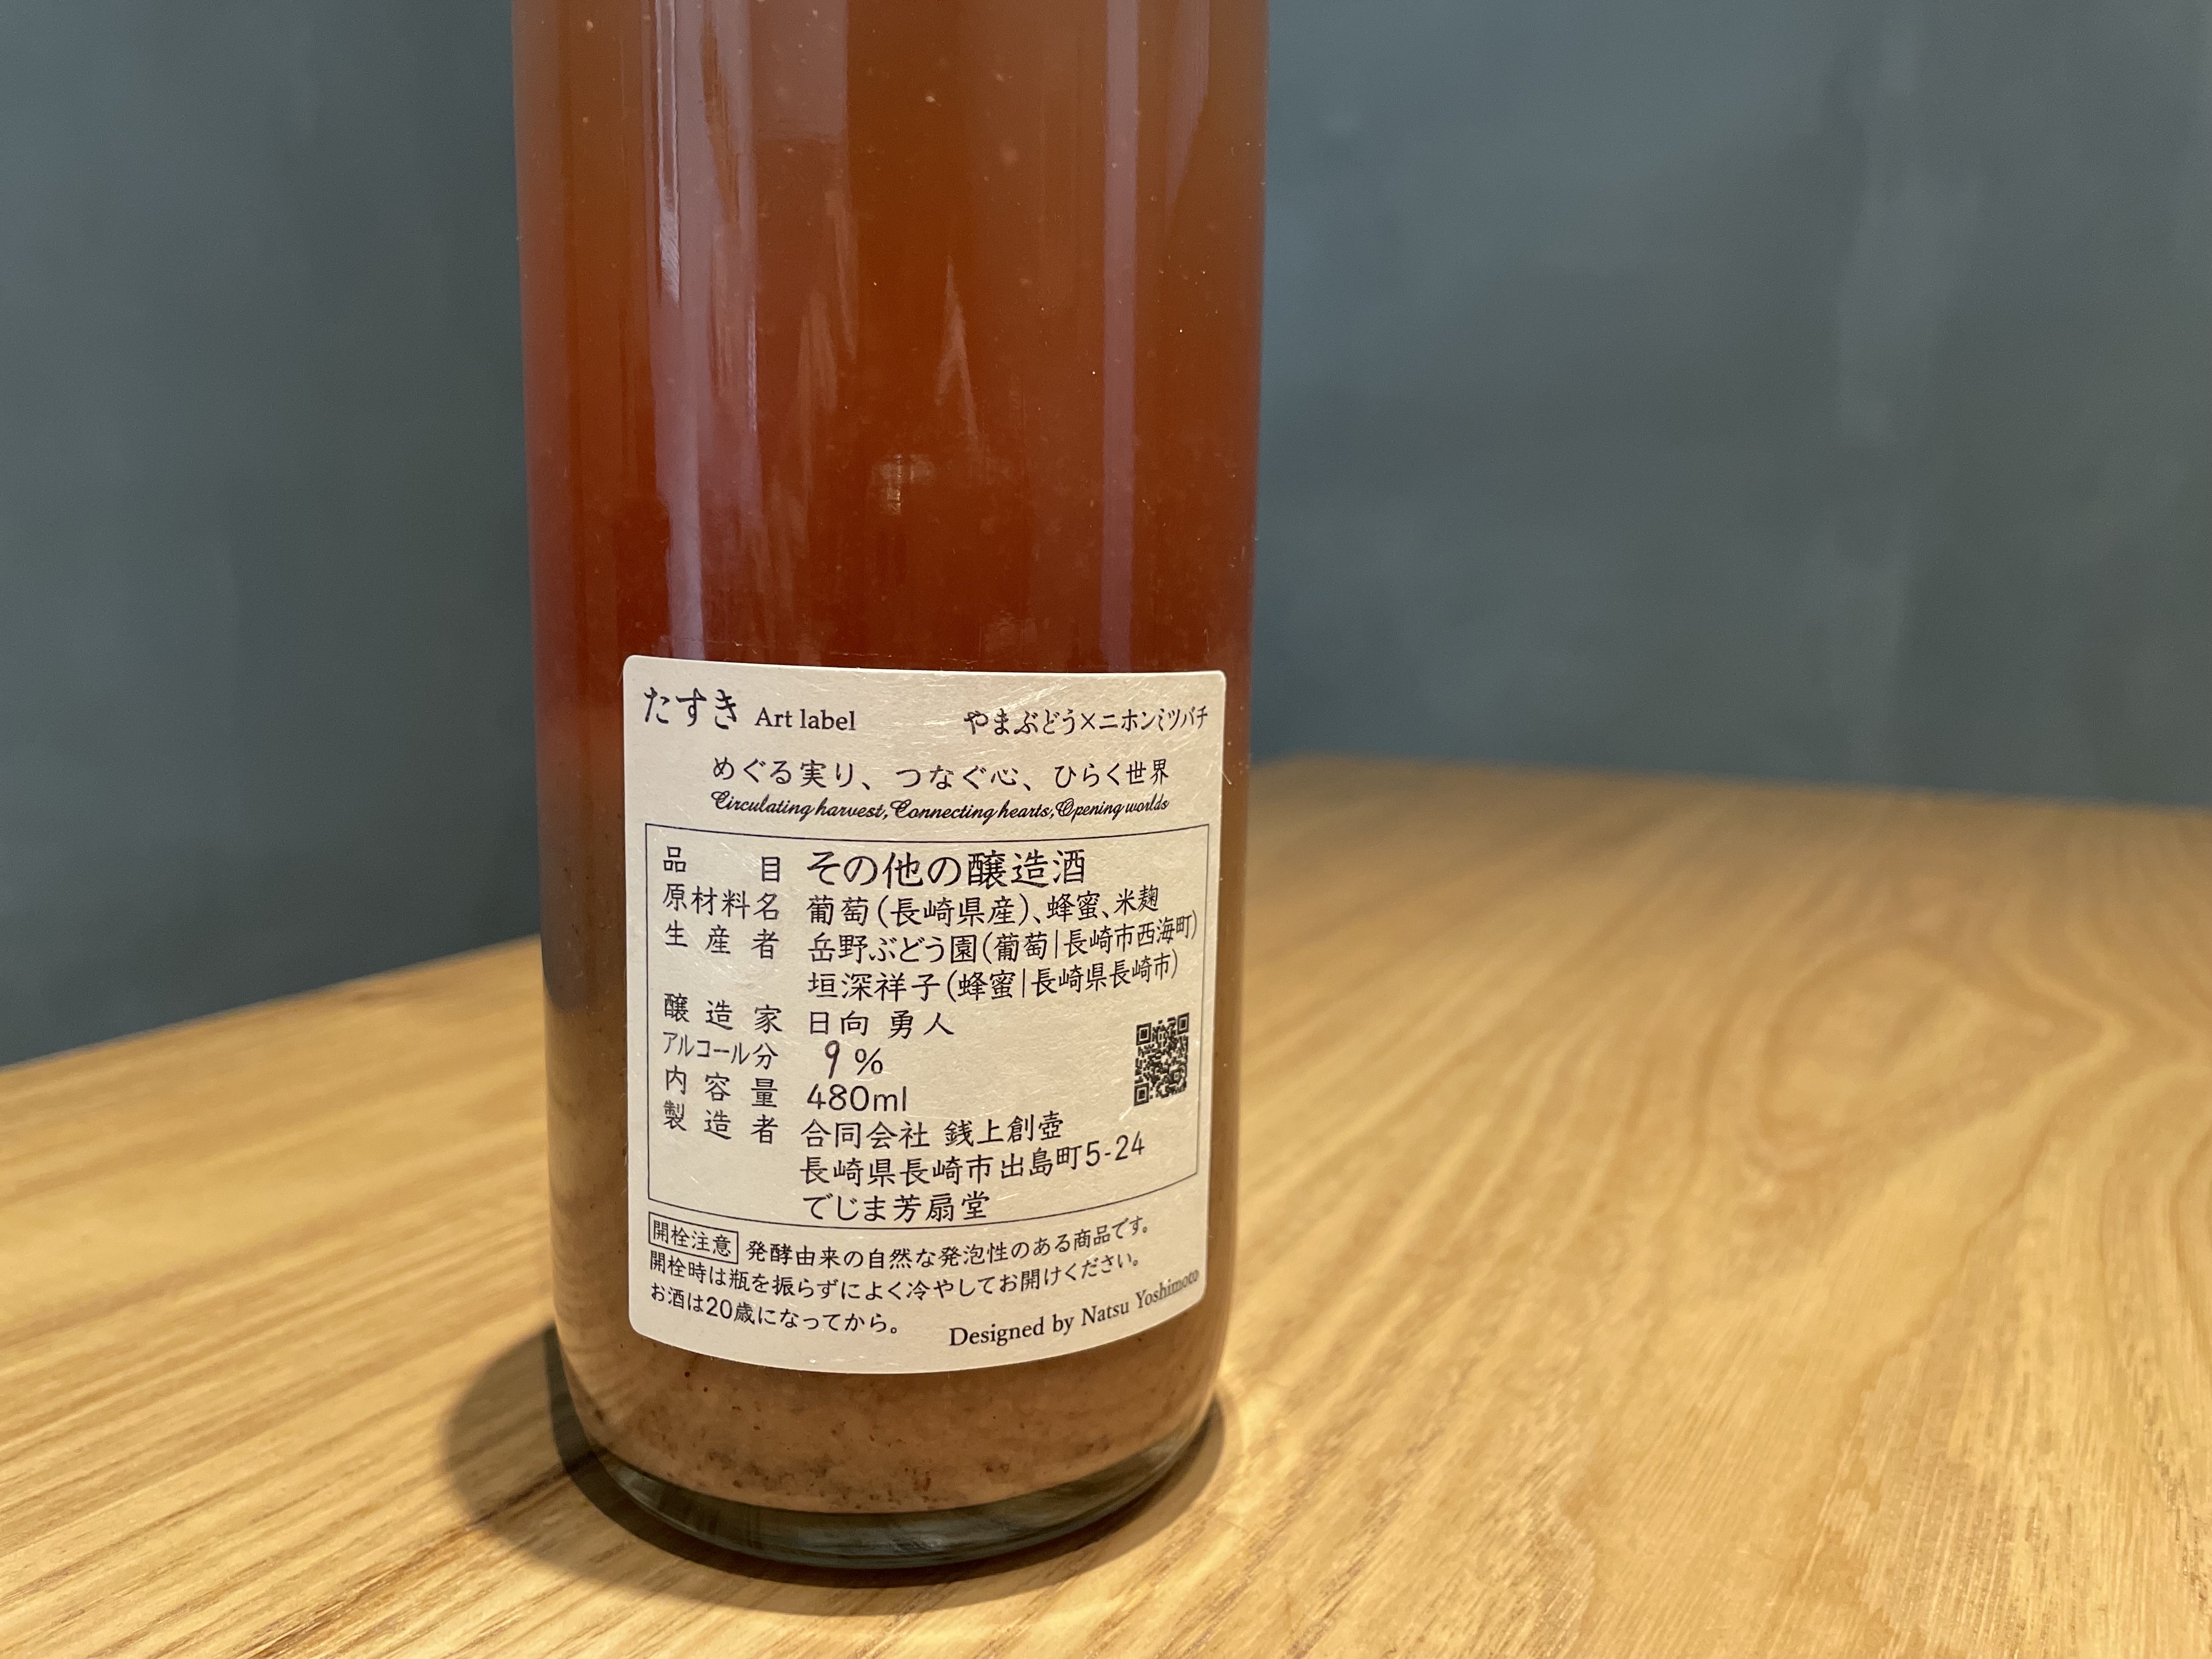 たすき Art label やまぶどう×ニホンミツバチ
めぐる実り、つなぐ心、ひらく世界
Circulating harvest, Connecting hearts, Opening worlds
品目 その他の醸造酒
原材料名 葡萄(長崎県産)、蜂蜜、米麹
生産者 岳野ぶどう園(葡萄|長崎市西海町)
垣深祥子(蜂蜜|長崎県長崎市)
醸造家 日向 勇人
アルコール分 9%
内容量 480ml
製造者 合同会社 銭上創壺
長崎県長崎市出島町5-24
でじま芳扇堂
開栓注意 発酵由来の自然な発泡性のある商品です。
開栓時は瓶を振らずによく冷やしてお開けください。
お酒は20歳になってから。
Designed by Natsu Yoshimoto